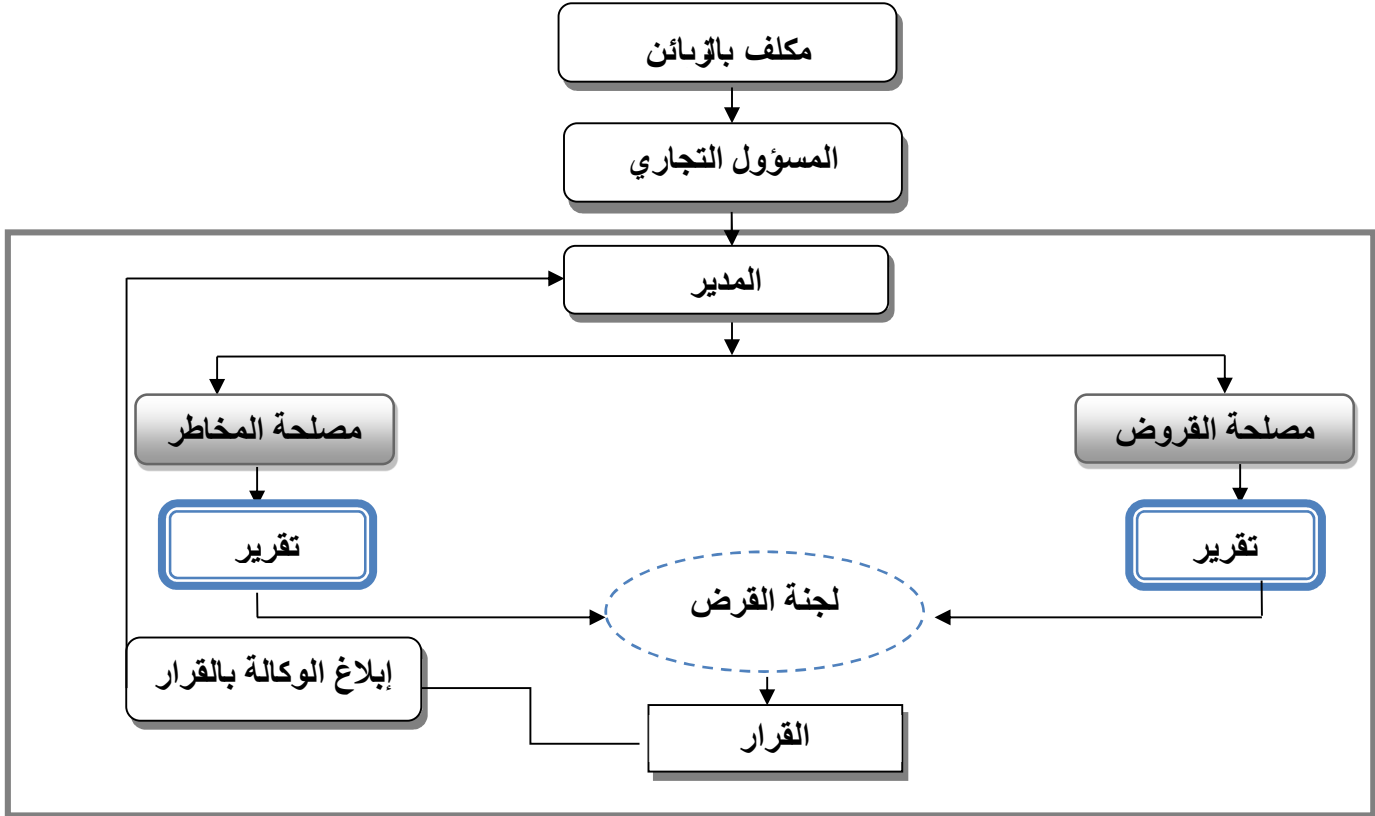 مكلف بالزبائن
المسؤول التجاري
المدير
مصلحة القروض
مصلحة المخاطر
تقرير
تقرير
لجنة القرض
إبلاغ الوكالة بالقرار
القرار